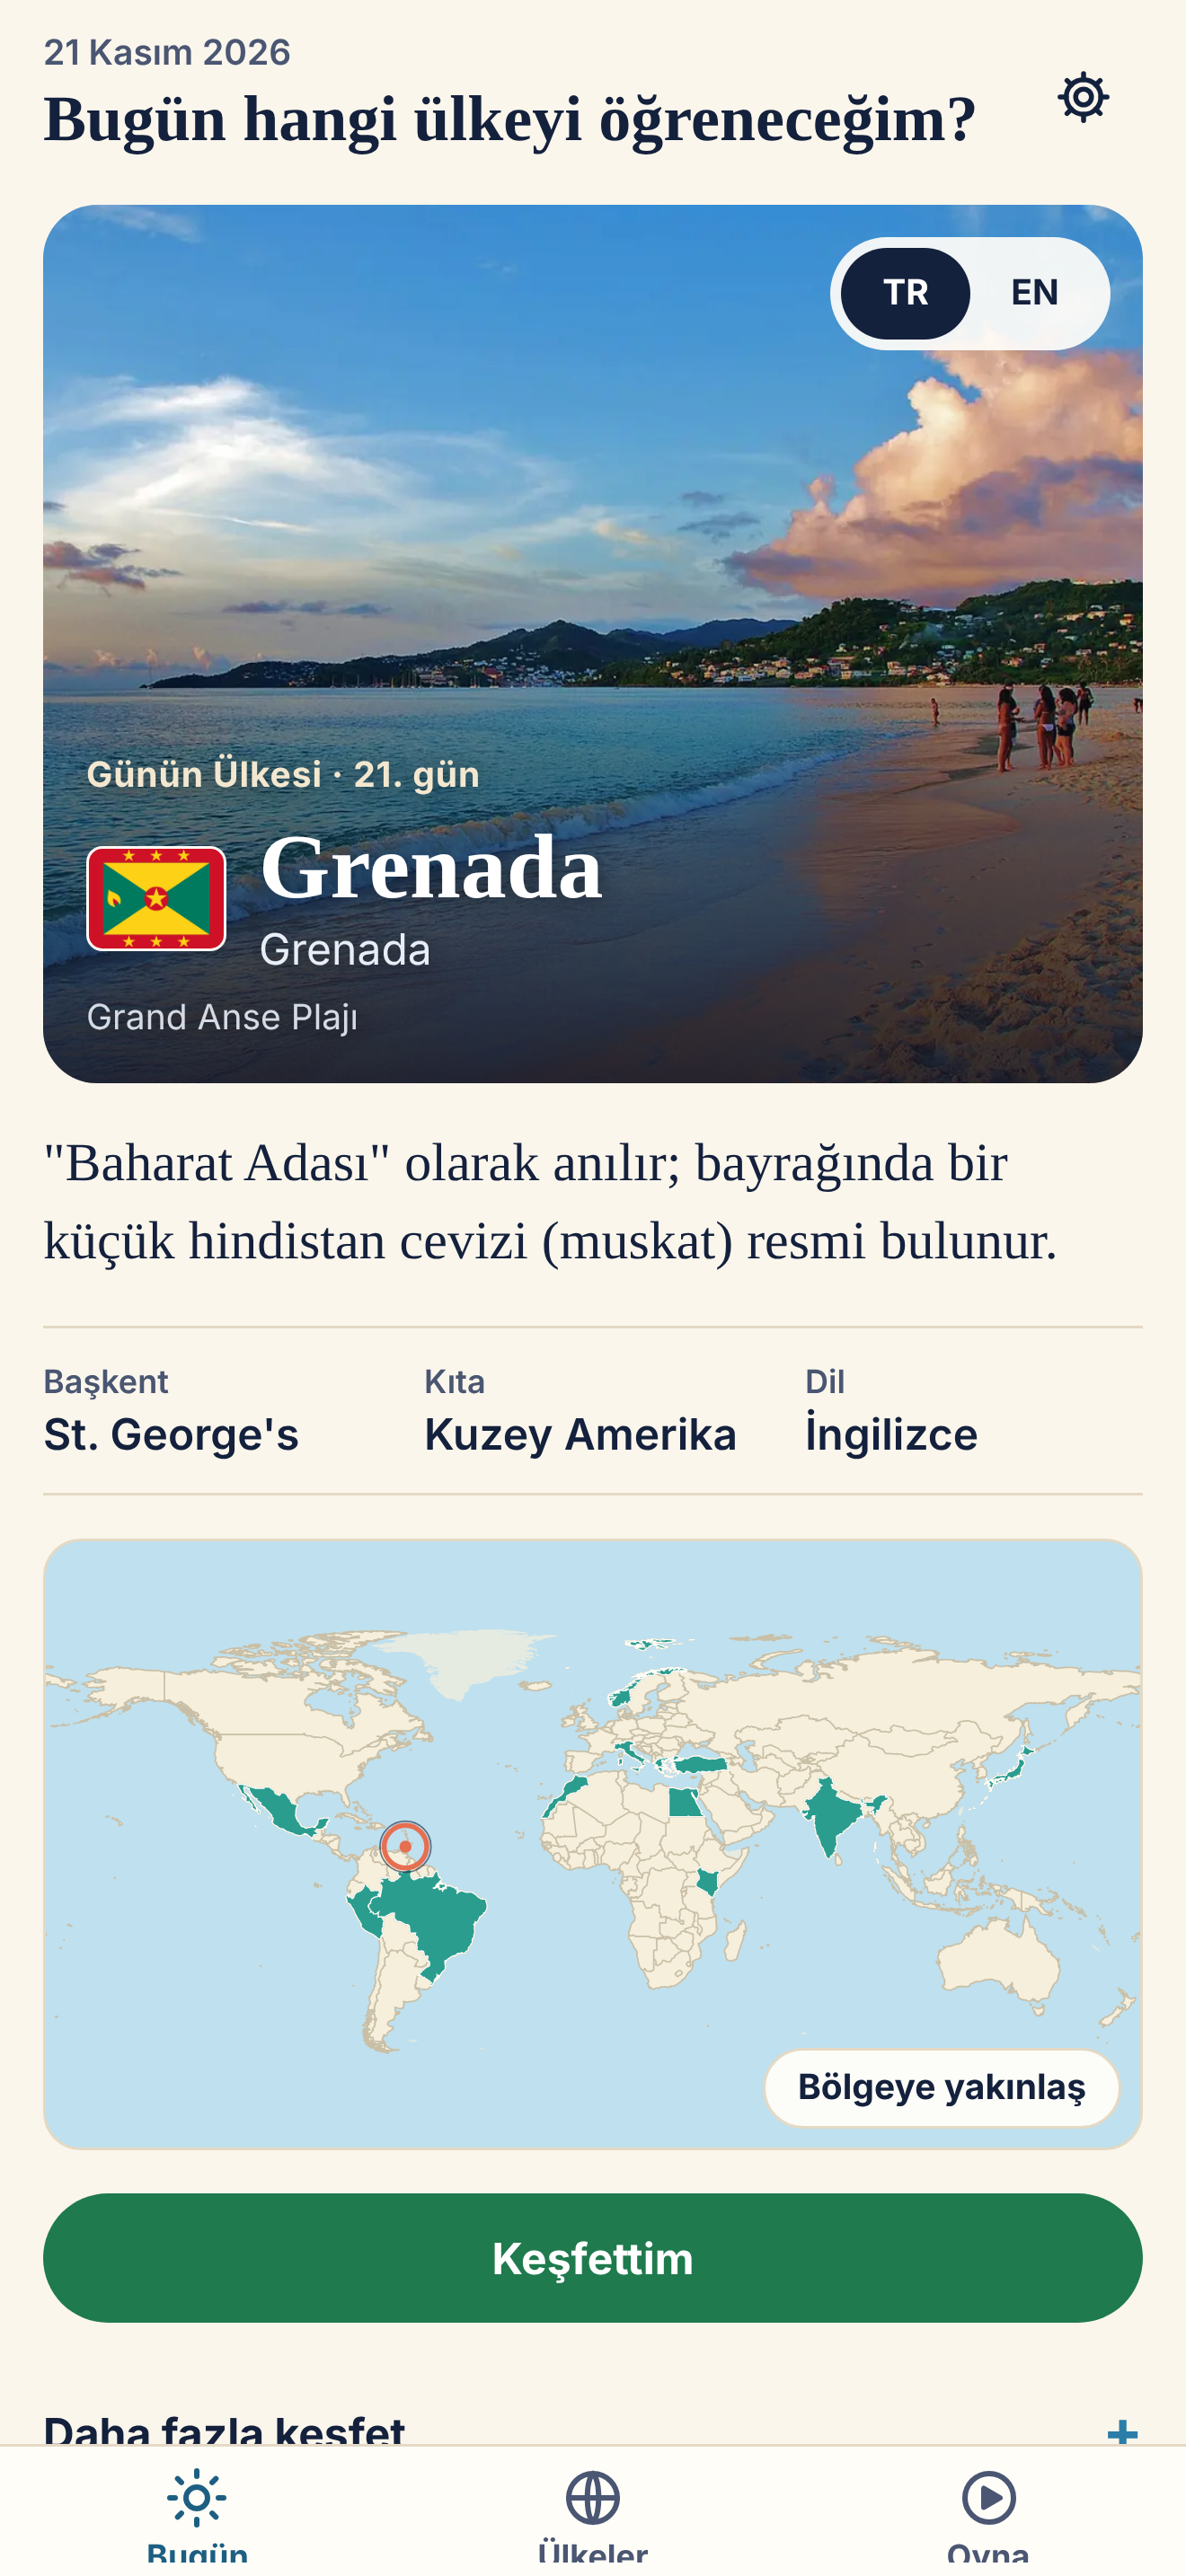 21 Kasım 2026
Bugün hangi ülkeyi öğreneceğim?
TR EN
Günün Ülkesi · 21. gün
Grenada
Grenada
Grand Anse Plajı
"Baharat Adası" olarak anılır; bayrağında bir
küçük hindistan cevizi (muskat) resmi bulunur.
Başkent Kıta Dil
St. George's Kuzey Amerika İngilizce
Bölgeye yakınlaş
Keşfettim
Daha fazla keşfet
Bugün Ülkeler Oyna